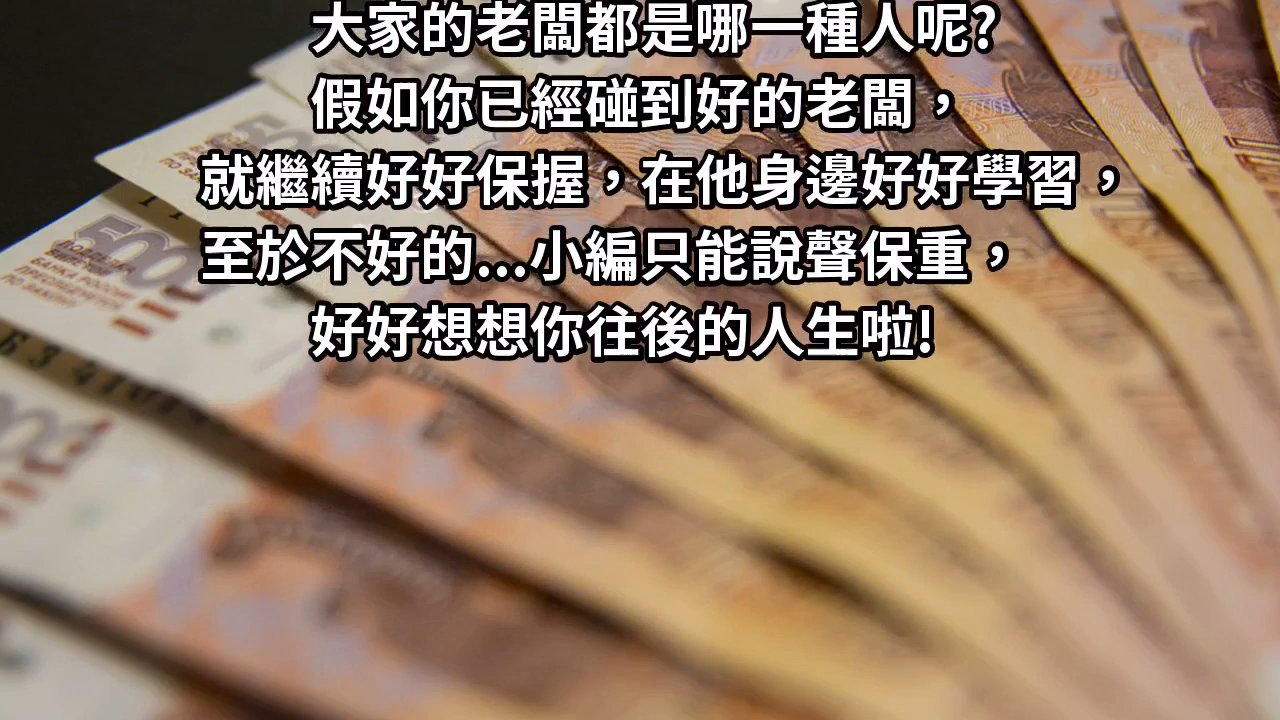 大家的老闆都是哪一種人呢?
假如你已經碰到好的老闆，
就繼續好好保握，在他身邊好好學習，
至於不好的...小編只能說聲保重，
好好想想你往後的人生啦!